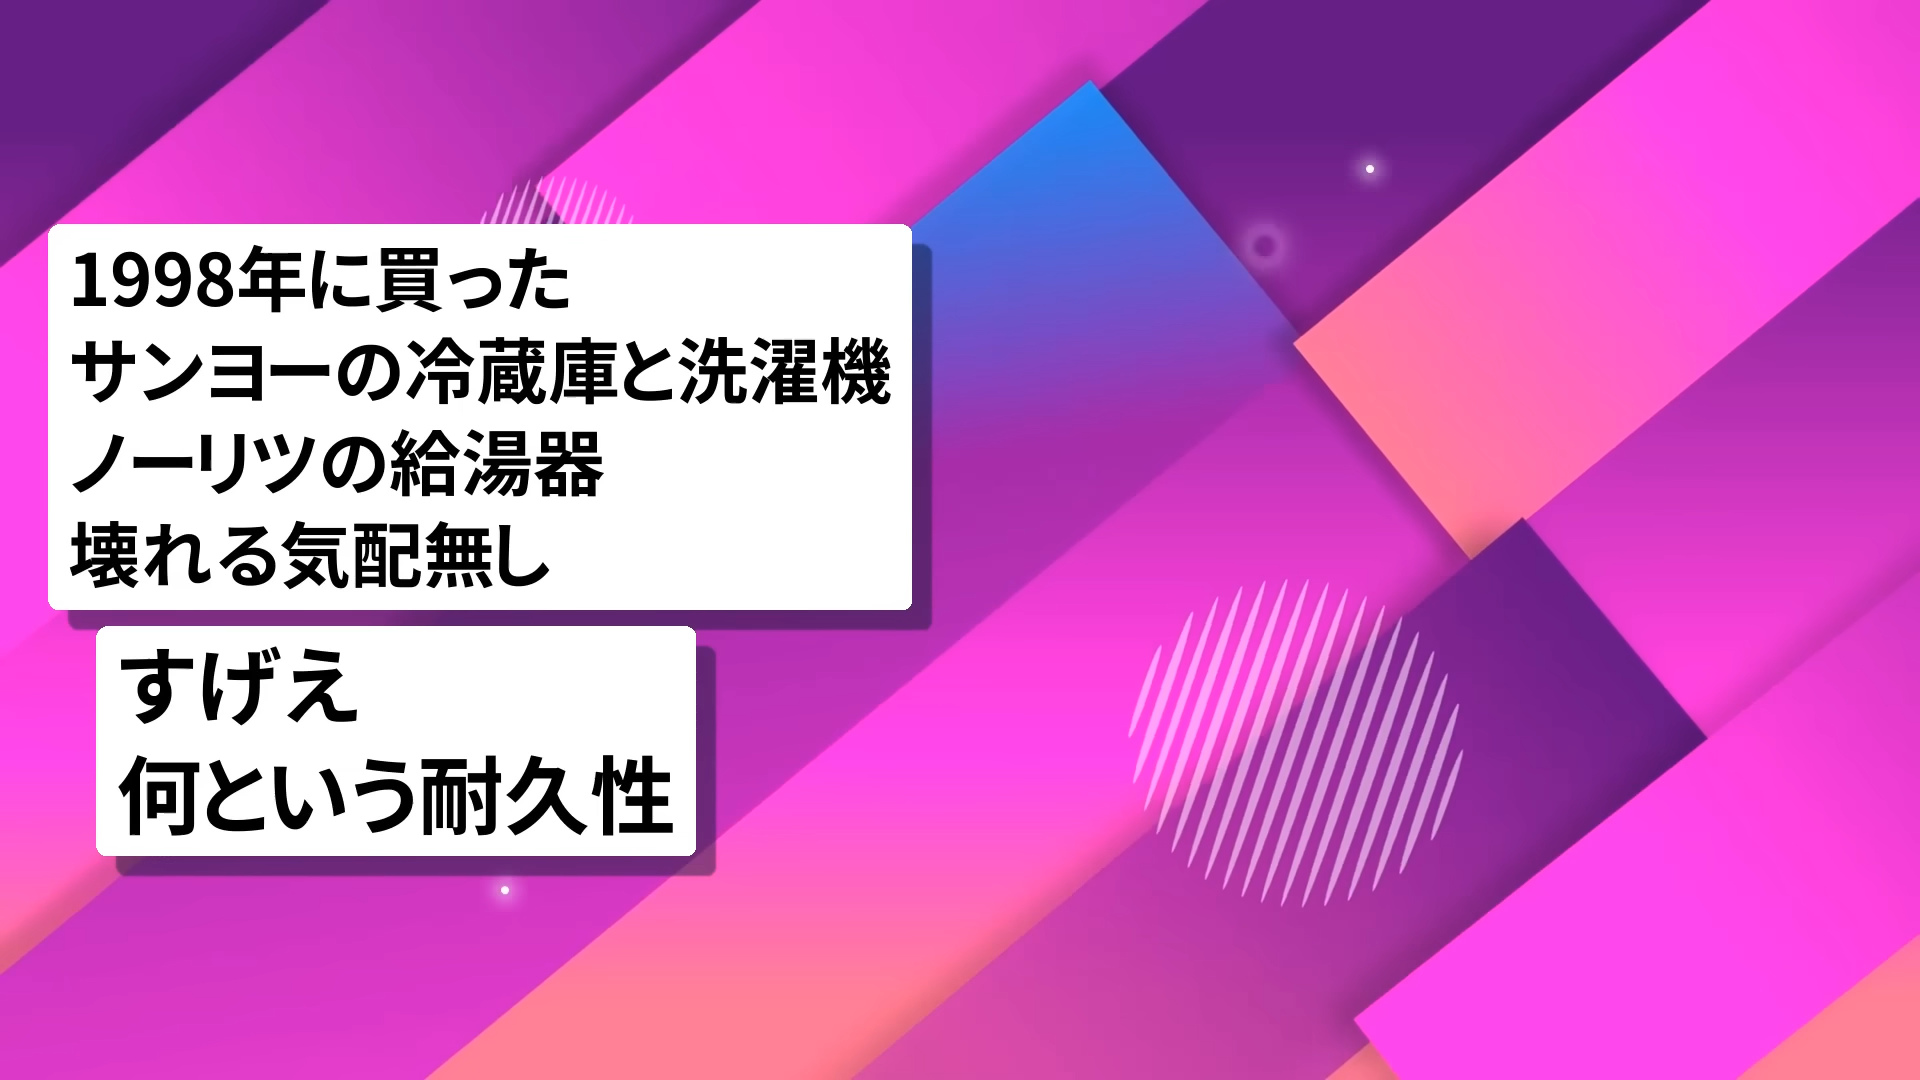 1998年に買った
サンヨーの冷蔵庫と洗濯機
ノーリツの給湯器
壊れる気配無し
すげえ
何という耐久性